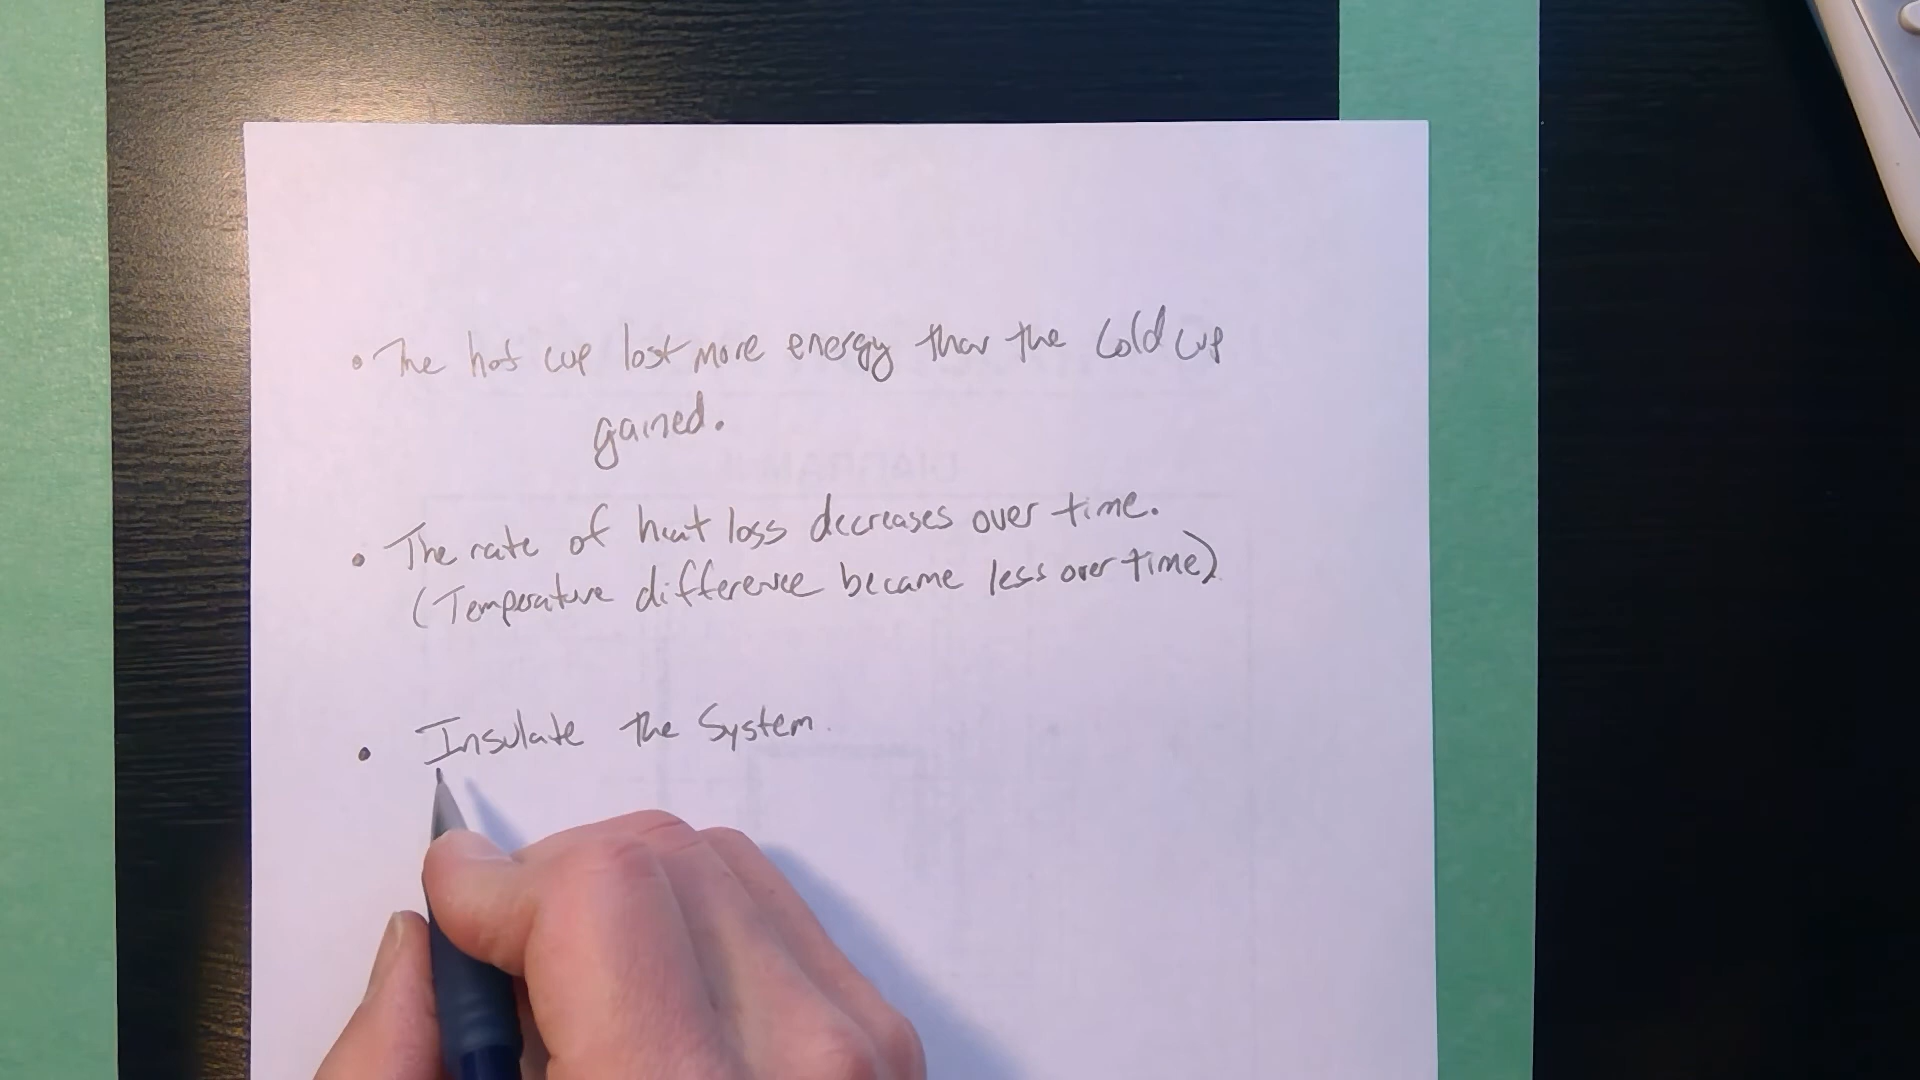 • The hot cup lost more energy than the cold cup
gained.
• The rate of heat loss decreases over time.
(Temperature difference became less over time)
• Insulate the System.
DIAGRAM